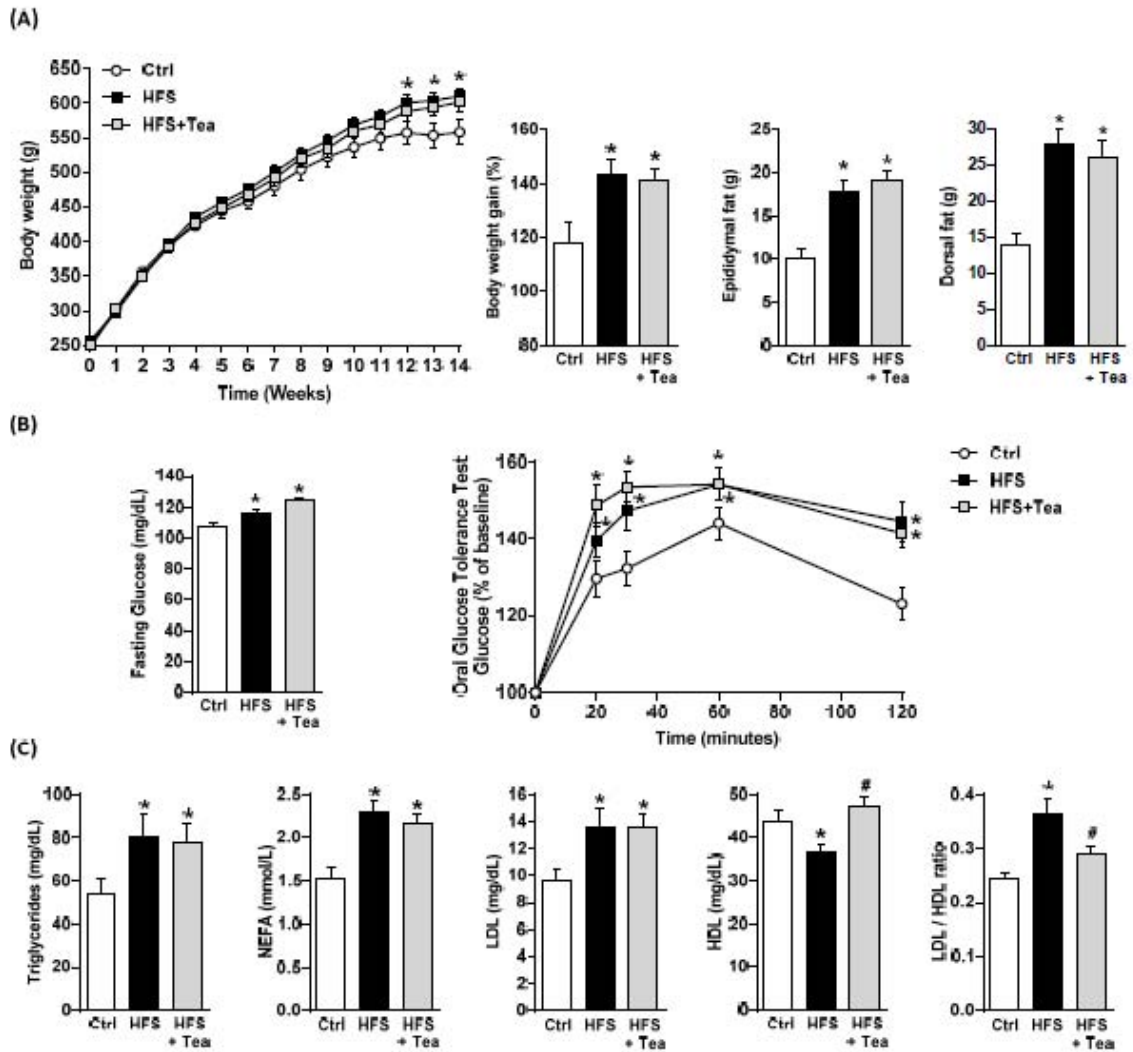 (A)
Ctrl
HFS
HFS+Tea
650
600
550
500
450
400
350
300
250
Body weight (g)
* * *
0 1 2 3 4 5 6 7 8 9 10 11 12 13 14
Time (Weeks)
160
140
120
100
80
Body weight gain (%)
* *
Ctrl HFS HFS
+ Tea
25
20
15
10
5
0
Epididymal fat (g)
* *
Ctrl HFS HFS
+ Tea
35
30
25
20
15
10
5
0
Dorsal fat (g)
* *
Ctrl HFS HFS
+ Tea
(B)
140
120
100
80
60
40
20
0
Fasting Glucose (mg/dL)
* *
Ctrl HFS HFS
+ Tea
160
140
120
100
Oral Glucose Tolerance Test
Glucose (% of baseline)
* * *
* * *
*
*
0 20 40 60 80 100 120
Time (minutes)
Ctrl
HFS
HFS+Tea
(C)
100
80
60
40
20
0
Triglycerides (mg/dL)
* *
Ctrl HFS HFS
+ Tea
2.5
2.0
1.5
1.0
0.5
0.0
NEFA (mmol/L)
* *
Ctrl HFS HFS
+ Tea
16
14
12
10
8
6
4
2
0
LDL (mg/dL)
* *
Ctrl HFS HFS
+ Tea
50
40
30
20
10
0
HDL (mg/dL)
* #
Ctrl HFS HFS
+ Tea
0.4
0.3
0.2
0.1
0.0
LDL / HDL ratio
* #
Ctrl HFS HFS
+ Tea